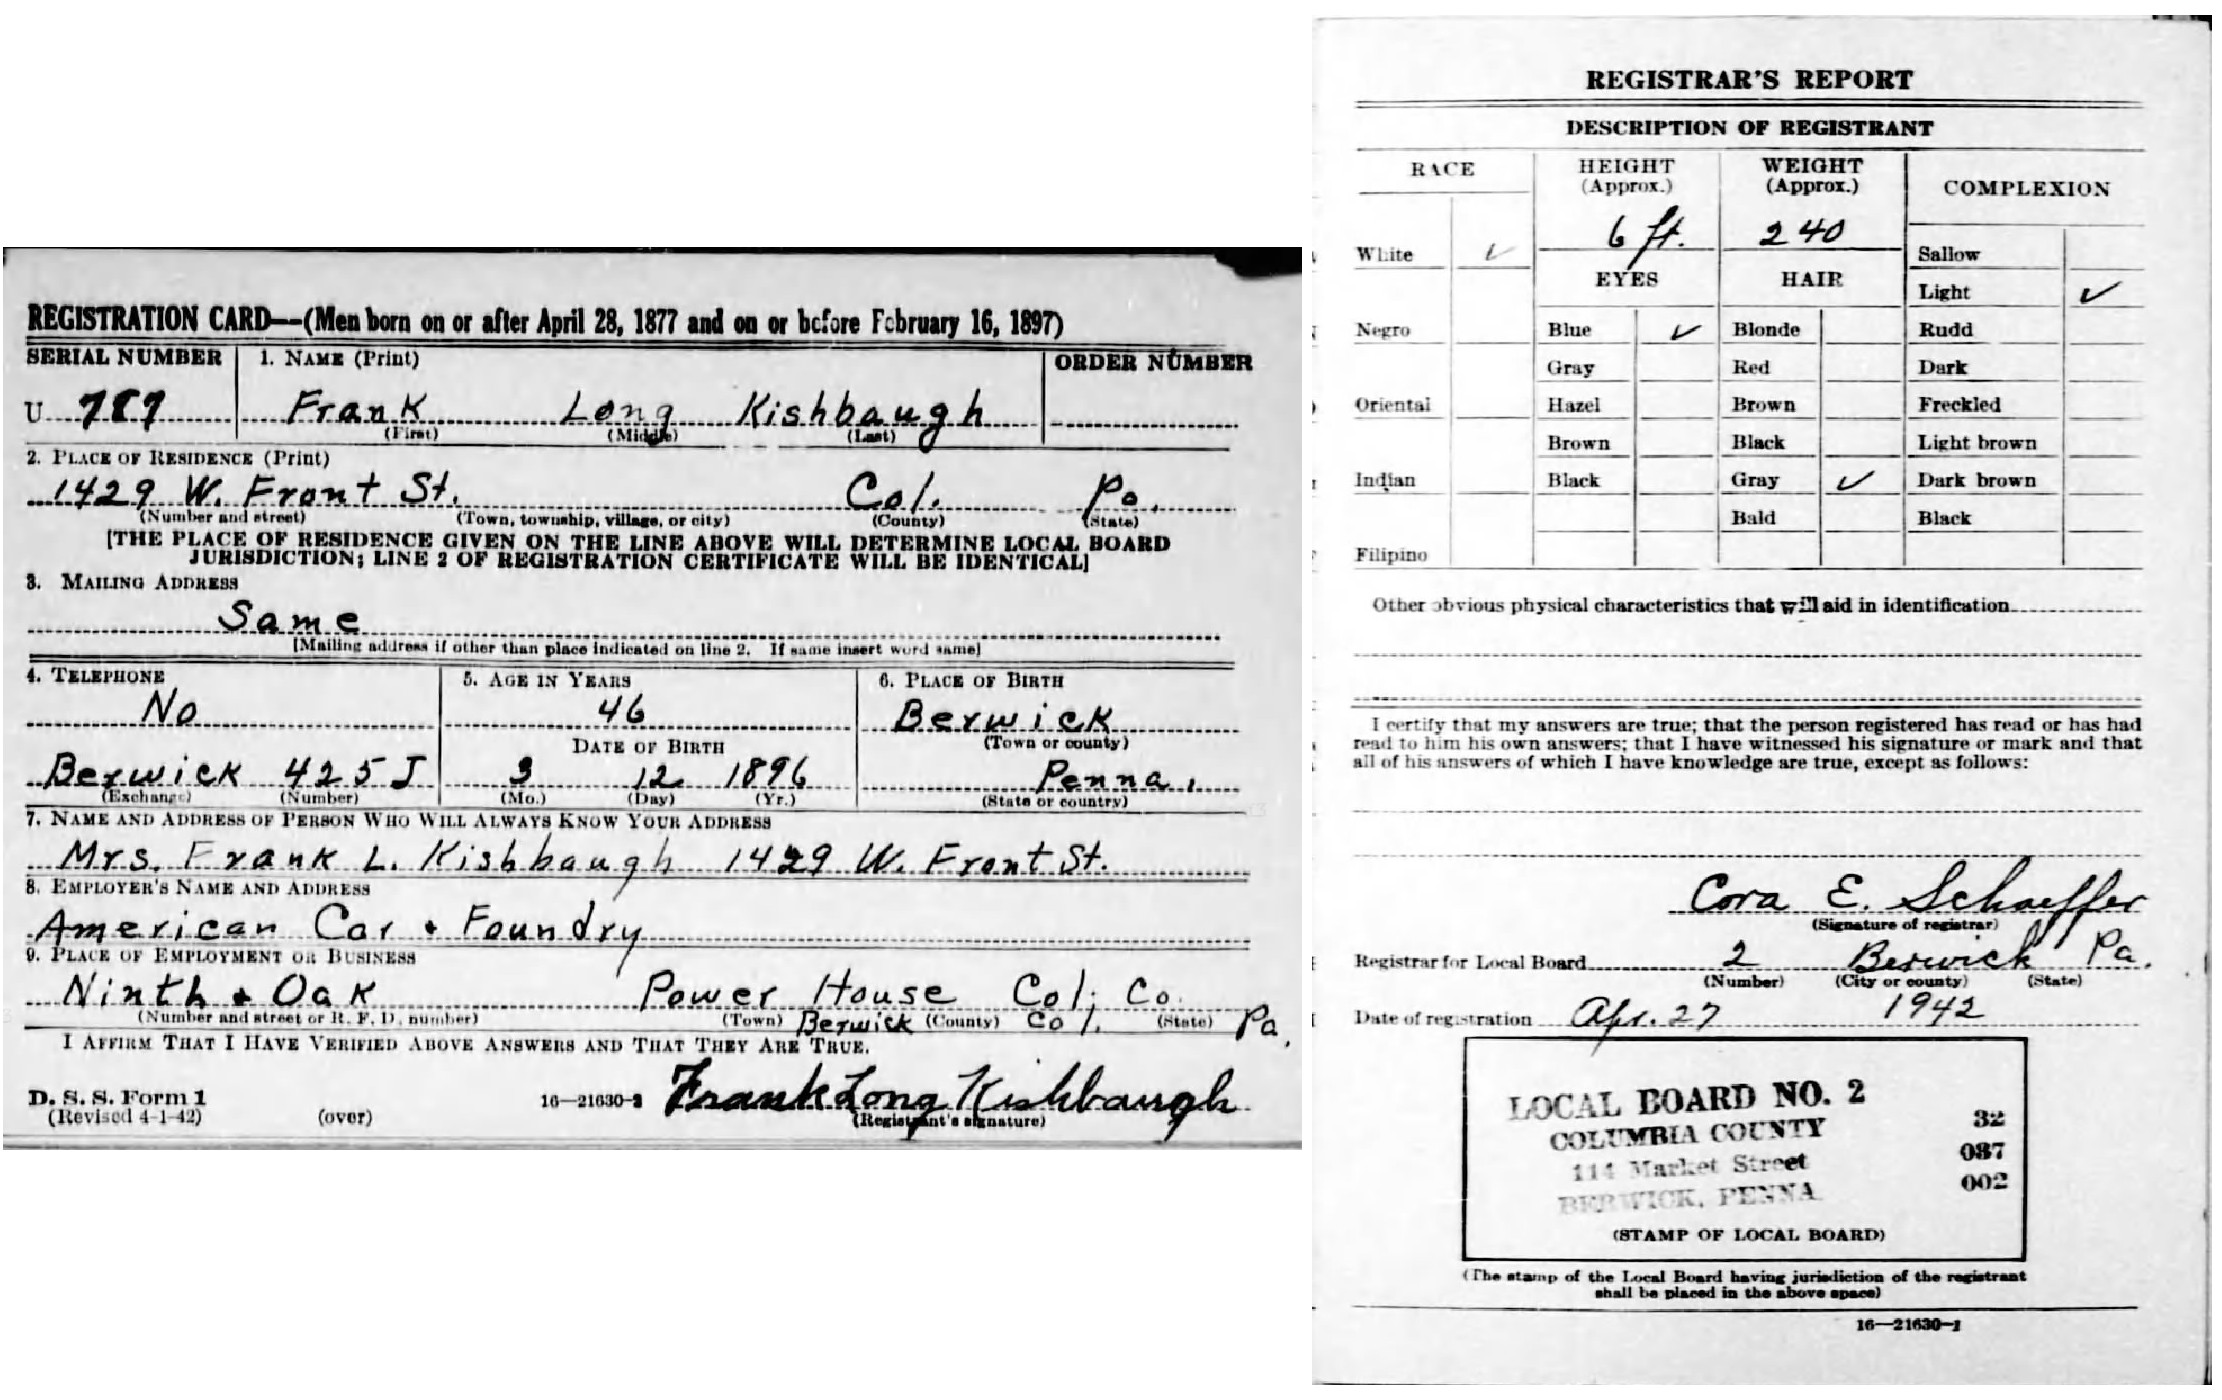 REGISTRATION CARD—(Men born on or after April 28, 1877 and on or before February 16, 1897)
SERIAL NUMBER 1. NAME (Print) ORDER NUMBER
U 787 Frank Long Kishbaugh
(First) (Middle) (Last)
2. PLACE OF RESIDENCE (Print)
1429 W. Front St. Col. Pa.
(Number and street) (Town, township, village, or city) (County) (State)
[THE PLACE OF RESIDENCE GIVEN ON THE LINE ABOVE WILL DETERMINE LOCAL BOARD
JURISDICTION; LINE 2 OF REGISTRATION CERTIFICATE WILL BE IDENTICAL]
3. MAILING ADDRESS
Same
[Mailing address if other than place indicated on line 2. If same insert word same]
4. TELEPHONE 5. AGE IN YEARS 6. PLACE OF BIRTH
No 46 Berwick
DATE OF BIRTH (Town or county)
Berwick 425J 3 12 1896 Penna.
(Exchange) (Number) (Mo.) (Day) (Yr.) (State or country)
7. NAME AND ADDRESS OF PERSON WHO WILL ALWAYS KNOW YOUR ADDRESS
Mrs. Frank L. Kishbaugh 1429 W. Front St.
8. EMPLOYER'S NAME AND ADDRESS
American Car & Foundry
9. PLACE OF EMPLOYMENT OR BUSINESS
Ninth & Oak Power House Col; Co.
(Number and street or R. F. D. number) (Town) Berwick (County) Col. (State) Pa.
I AFFIRM THAT I HAVE VERIFIED ABOVE ANSWERS AND THAT THEY ARE TRUE.
D. S. S. Form 1 16—21630-2 Frank Long Kishbaugh
(Revised 4-1-42) (over) (Registrant's signature)
REGISTRAR'S REPORT
DESCRIPTION OF REGISTRANT
RACE HEIGHT (Approx.) WEIGHT (Approx.) COMPLEXION
6 ft. 240
White ✓ Sallow
EYES HAIR
Light ✓
Negro Blue ✓ Blonde Rudd
Gray Red Dark
Oriental Hazel Brown Freckled
Brown Black Light brown
Indian Black Gray ✓ Dark brown
Bald Black
Filipino
Other obvious physical characteristics that will aid in identification
I certify that my answers are true; that the person registered has read or has had
read to him his own answers; that I have witnessed his signature or mark and that
all of his answers of which I have knowledge are true, except as follows:
Cora E. Schaeffer
(Signature of registrar)
Registrar for Local Board 2 Berwick Pa.
(Number) (City or county) (State)
Date of registration Apr. 27 1942
LOCAL BOARD NO. 2
COLUMBIA COUNTY 32
114 Market Street 037
BERWICK, PENNA. 002
(STAMP OF LOCAL BOARD)
(The stamp of the Local Board having jurisdiction of the registrant
shall be placed in the above space)
16—21630-1